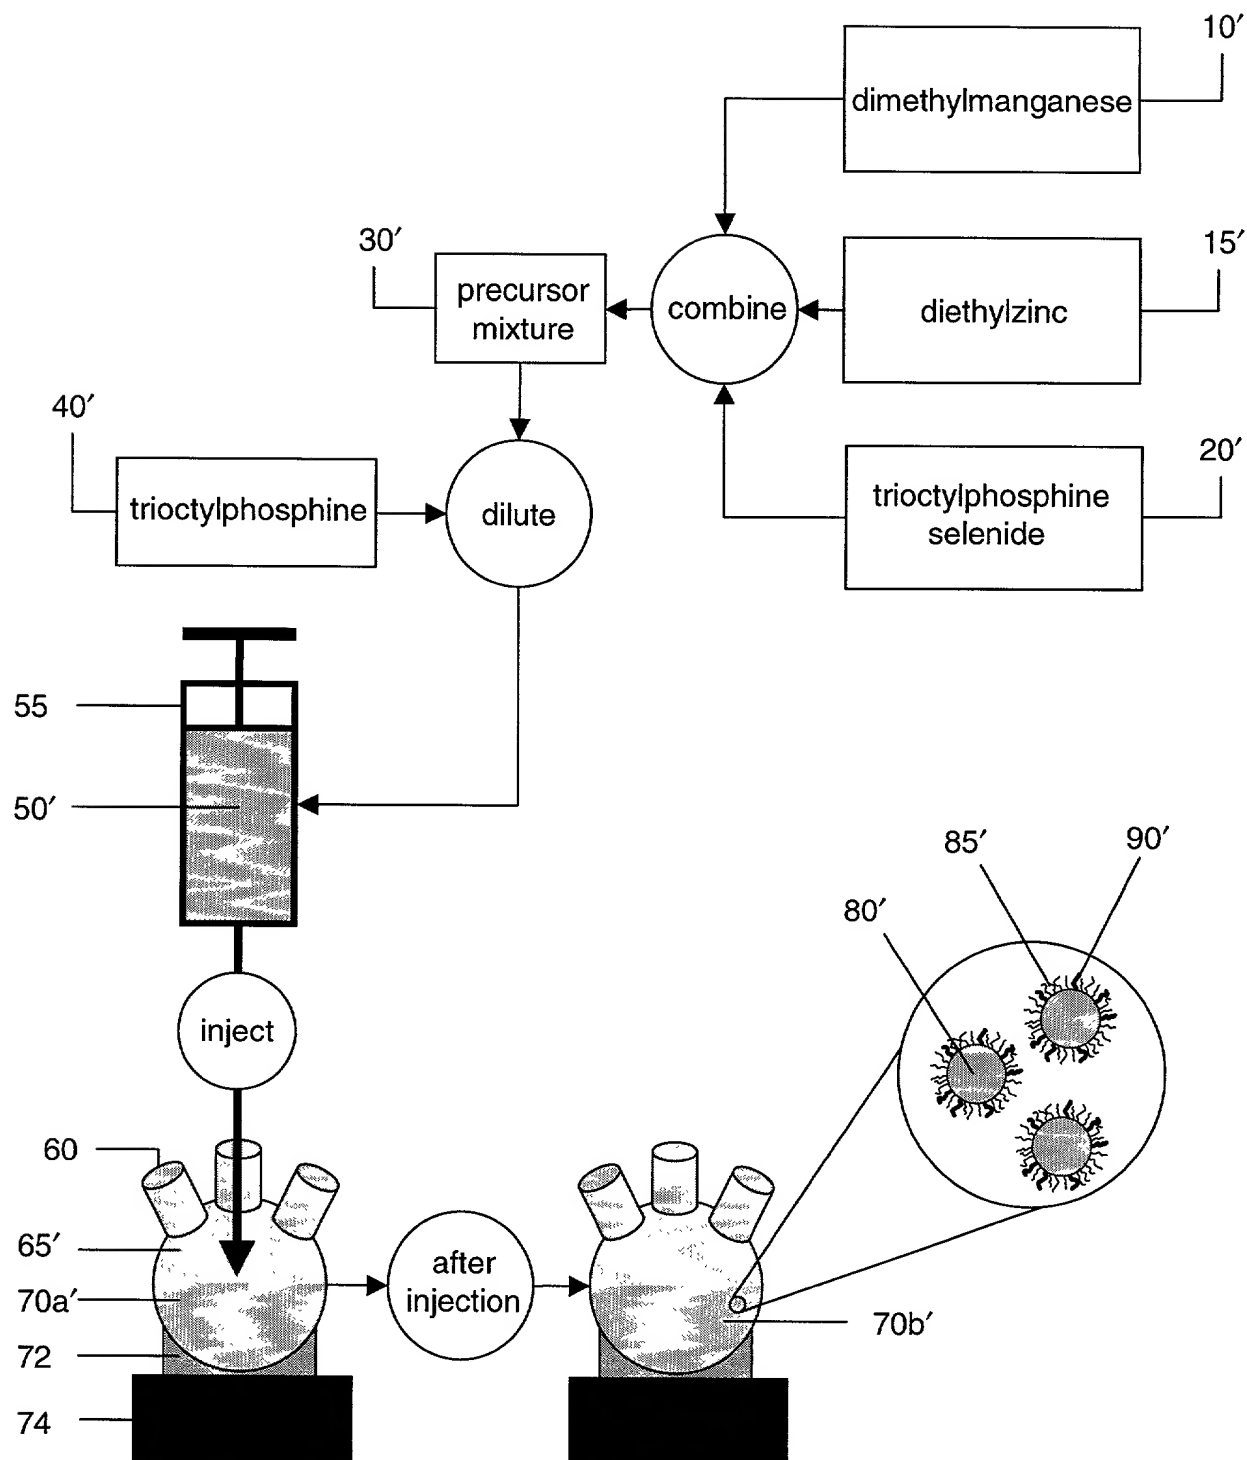 10′
dimethylmanganese
15′
30′
precursor
mixture
combine
diethylzinc
40′
20′
trioctylphosphine
dilute
trioctylphosphine
selenide
55
50′
85′
90′
80′
inject
60
65′
after
injection
70a′
70b′
72
74